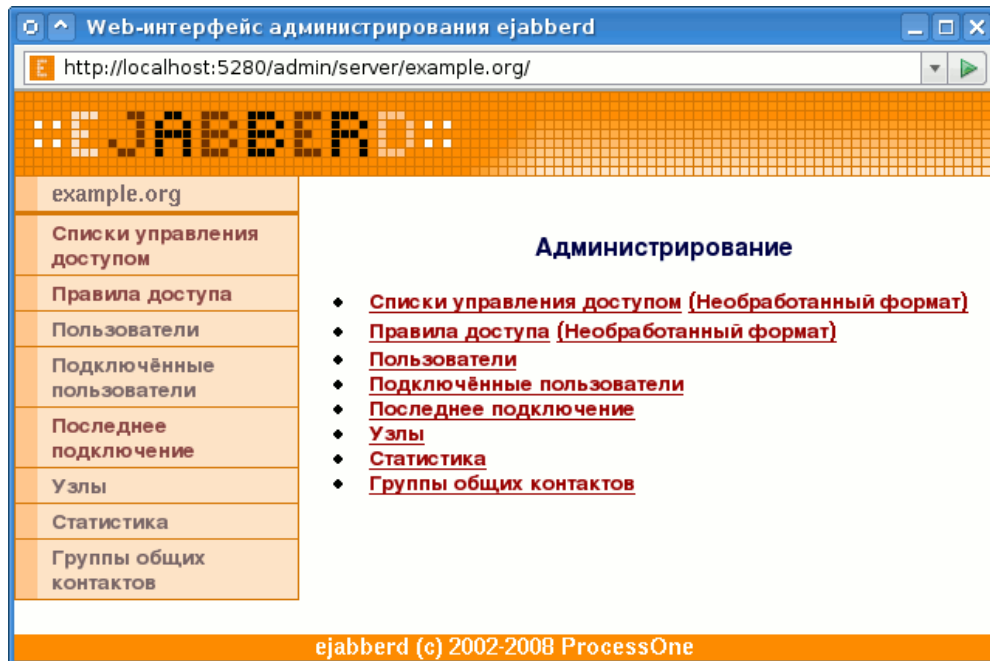 Web-интерфейс администрирования ejabberd
http://localhost:5280/admin/server/example.org/
::EJABBERD::
example.org
Списки управления
доступом
Правила доступа
Пользователи
Подключённые
пользователи
Последнее
подключение
Узлы
Статистика
Группы общих
контактов
Администрирование
Списки управления доступом (Необработанный формат)
Правила доступа (Необработанный формат)
Пользователи
Подключённые пользователи
Последнее подключение
Узлы
Статистика
Группы общих контактов
ejabberd (c) 2002-2008 ProcessOne